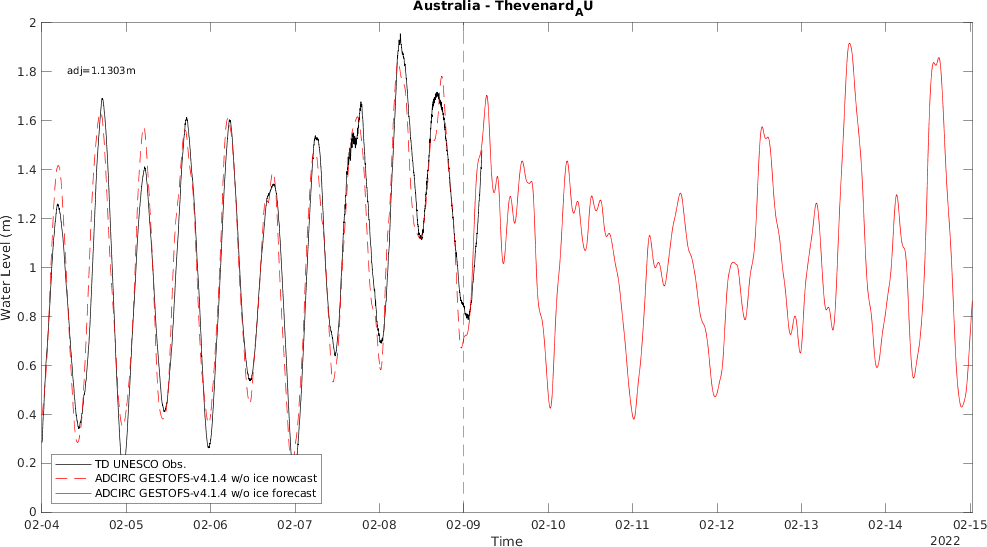 Australia - Thevenard_AU
adj=1.1303m
Water Level (m)
2
1.8
1.6
1.4
1.2
1
0.8
0.6
0.4
0.2
0
TD UNESCO Obs.
ADCIRC GESTOFS-v4.1.4 w/o ice nowcast
ADCIRC GESTOFS-v4.1.4 w/o ice forecast
02-04 02-05 02-06 02-07 02-08 02-09 02-10 02-11 02-12 02-13 02-14 02-15
Time
2022